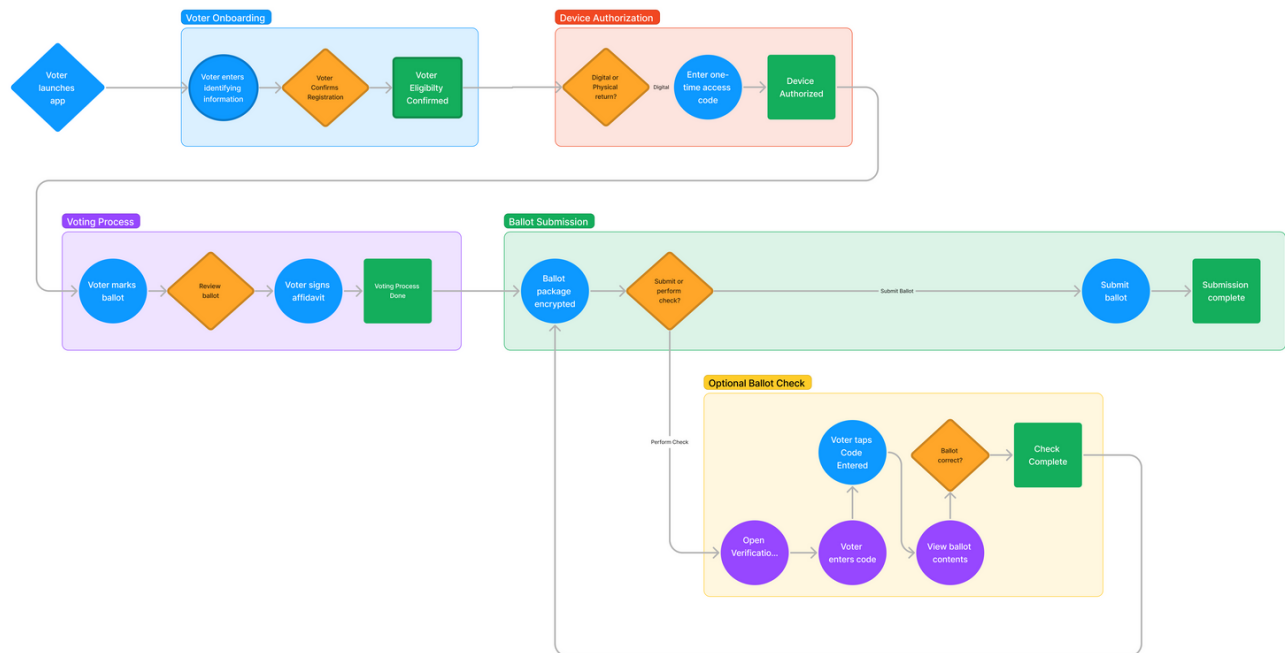 Voter Onboarding
Device Authorization
Voter
launches
app
Voter enters
identifying
information
Voter
Confirms
Registration
Voter
Eligibilty
Confirmed
Digital or
Physical
return?
Digital
Enter one-
time access
code
Device
Authorized
Voting Process
Ballot Submission
Voter marks
ballot
Review
ballot
Voter signs
affidavit
Voting Process
Done
Ballot
package
encrypted
Submit or
perform
check?
Submit Ballot
Submit
ballot
Submission
complete
Optional Ballot Check
Perform Check
Voter taps
Code
Entered
Ballot
correct?
Check
Complete
Open
Verificatio...
Voter
enters code
View ballot
contents